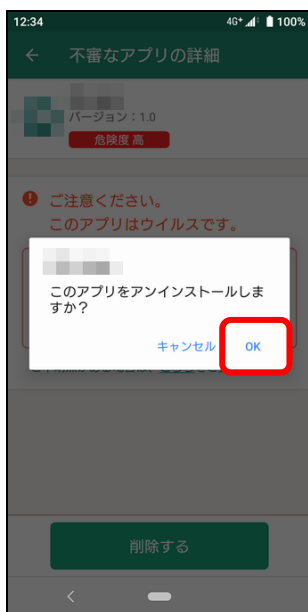 12:34 4G+ 100%
不審なアプリの詳細
バージョン：1.0
危険度 高
ご注意ください。
このアプリはウイルスです。
このアプリをアンインストールしま
すか？
キャンセル OK
削除する